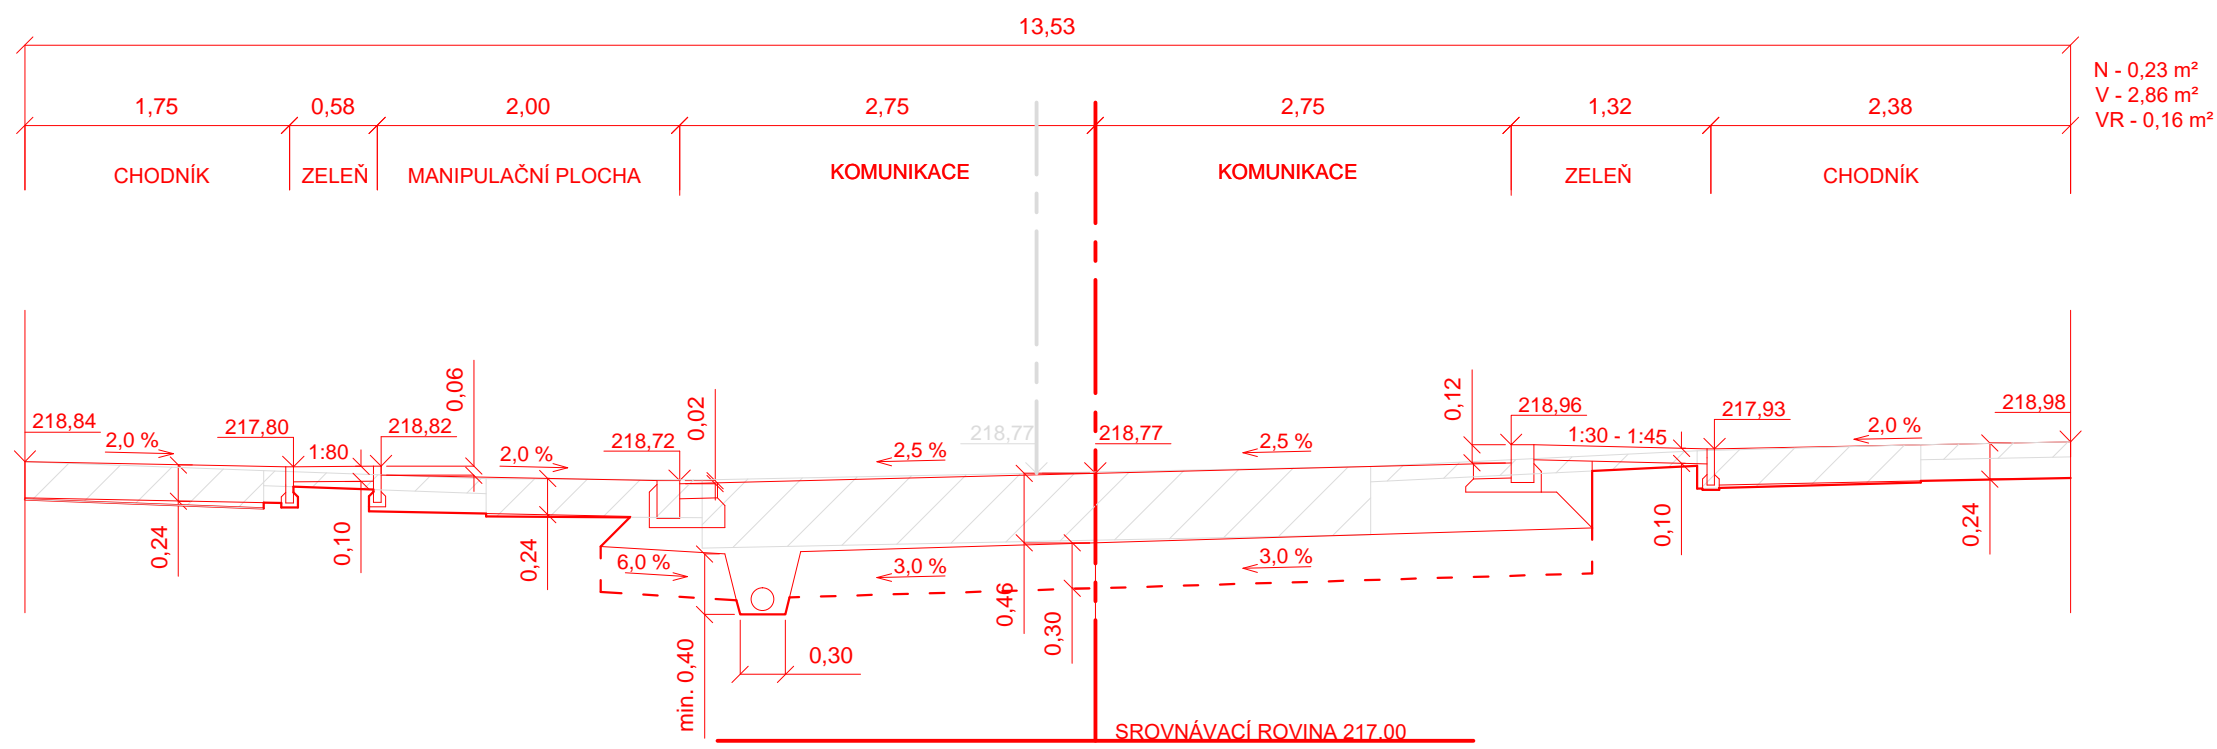 13,53
N - 0,23 m²
V - 2,86 m²
VR - 0,16 m²
1,75 0,58 2,00 2,75 2,75 1,32 2,38
CHODNÍK ZELEŇ MANIPULAČNÍ PLOCHA KOMUNIKACE KOMUNIKACE ZELEŇ CHODNÍK
0,06 0,02 0,12
218,84 217,80 218,82 218,72 218,77 218,77 218,96 217,93 218,98
2,0 % 1:80 2,0 % 2,5 % 2,5 % 1:30 - 1:45 2,0 %
0,24 0,10 0,24 0,10 0,24
6,0 % 3,0 % 3,0 %
0,46 0,30
min. 0,40 0,30
SROVNÁVACÍ ROVINA 217.00